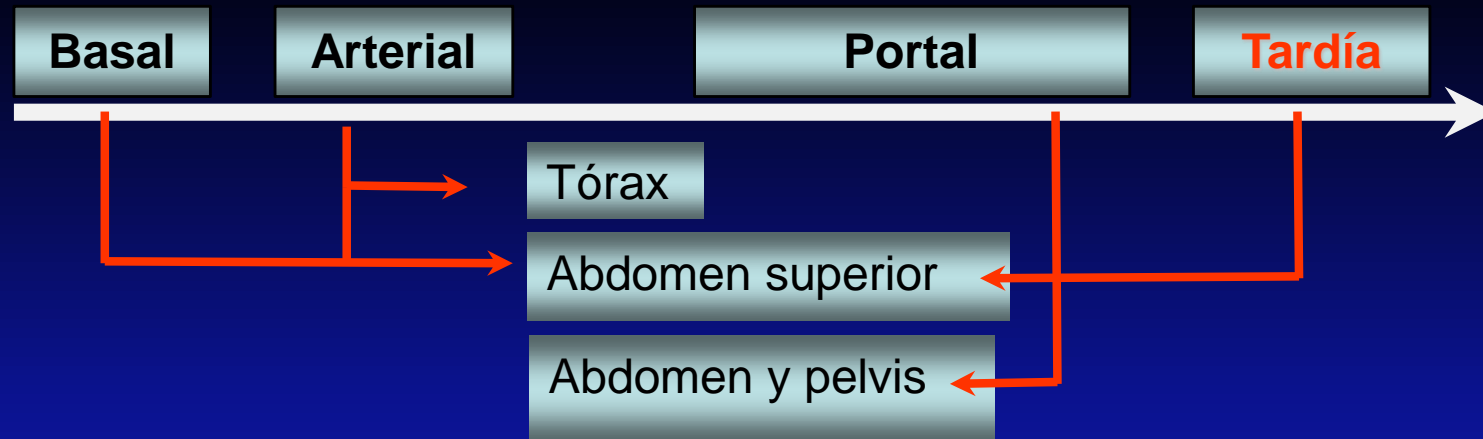 Basal
Arterial
Portal
Tardía
Tórax
Abdomen superior
Abdomen y pelvis